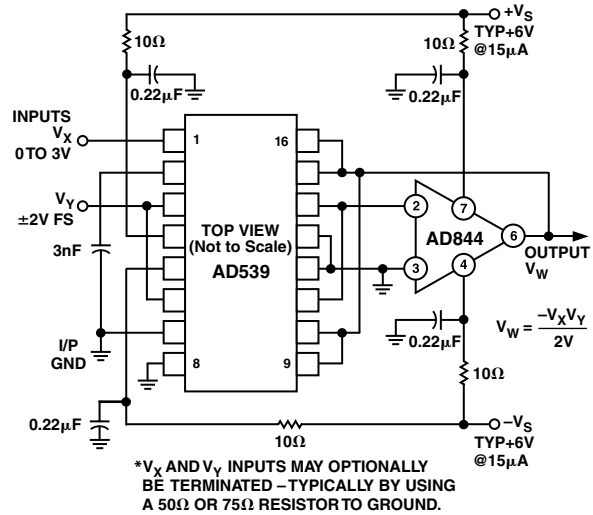 +VS
TYP+6V
@15µA
10Ω
10Ω
0.22µF
0.22µF
INPUTS
VX
0 TO 3V
1
16
VY
±2V FS
2
7
TOP VIEW
(Not to Scale)
AD539
AD844
6
3nF
3
4
OUTPUT
VW
I/P
GND
8
9
0.22µF
VW = −VXVY
2V
10Ω
0.22µF
10Ω
−VS
TYP+6V
@15µA
*VX AND VY INPUTS MAY OPTIONALLY
BE TERMINATED – TYPICALLY BY USING
A 50Ω OR 75Ω RESISTOR TO GROUND.